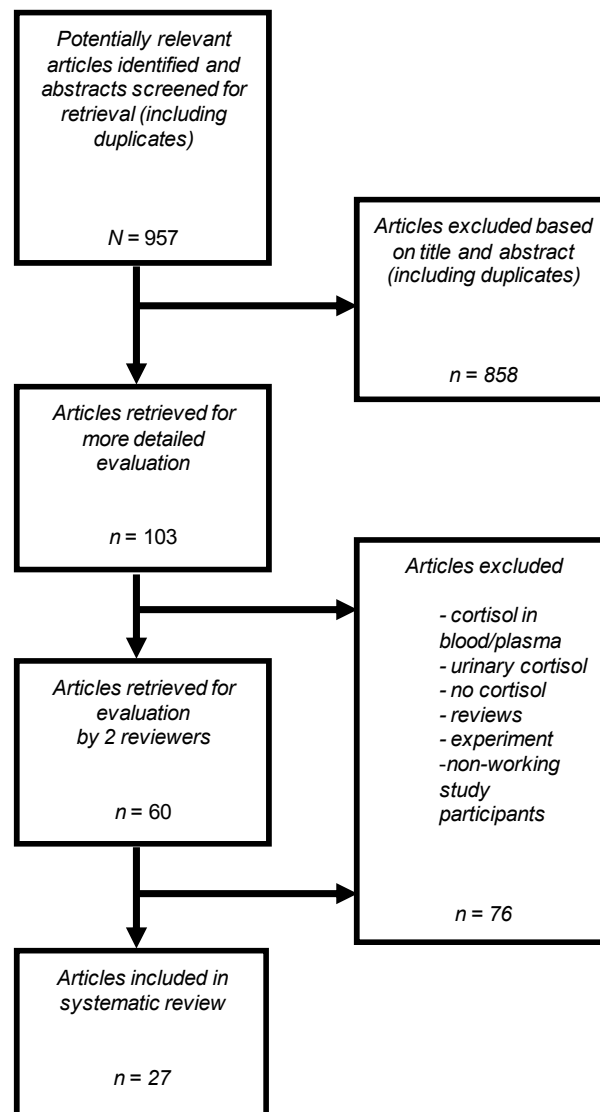 Potentially relevant
articles identified and
abstracts screened for
retrieval (including
duplicates)
N = 957
Articles excluded based
on title and abstract
(including duplicates)
n = 858
Articles retrieved for
more detailed
evaluation
n = 103
Articles excluded
- cortisol in
blood/plasma
- urinary cortisol
- no cortisol
- reviews
- experiment
-non-working
study
participants
n = 76
Articles retrieved for
evaluation
by 2 reviewers
n = 60
Articles included in
systematic review
n = 27